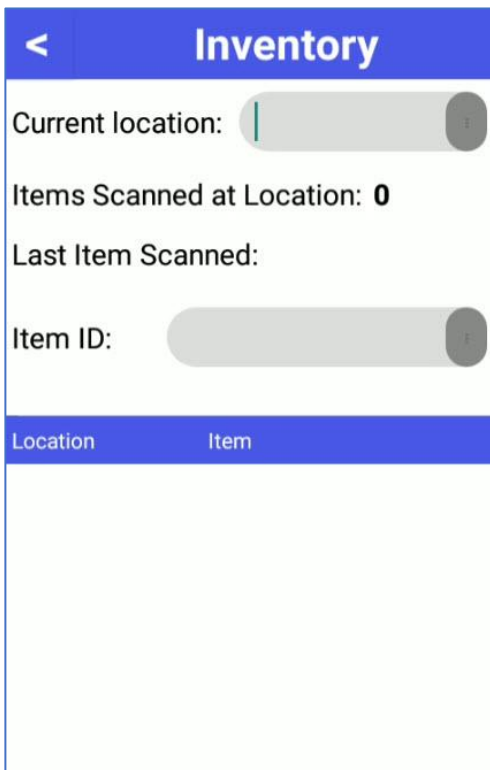 < Inventory
Current location:
Items Scanned at Location: 0
Last Item Scanned:
Item ID:
Location Item